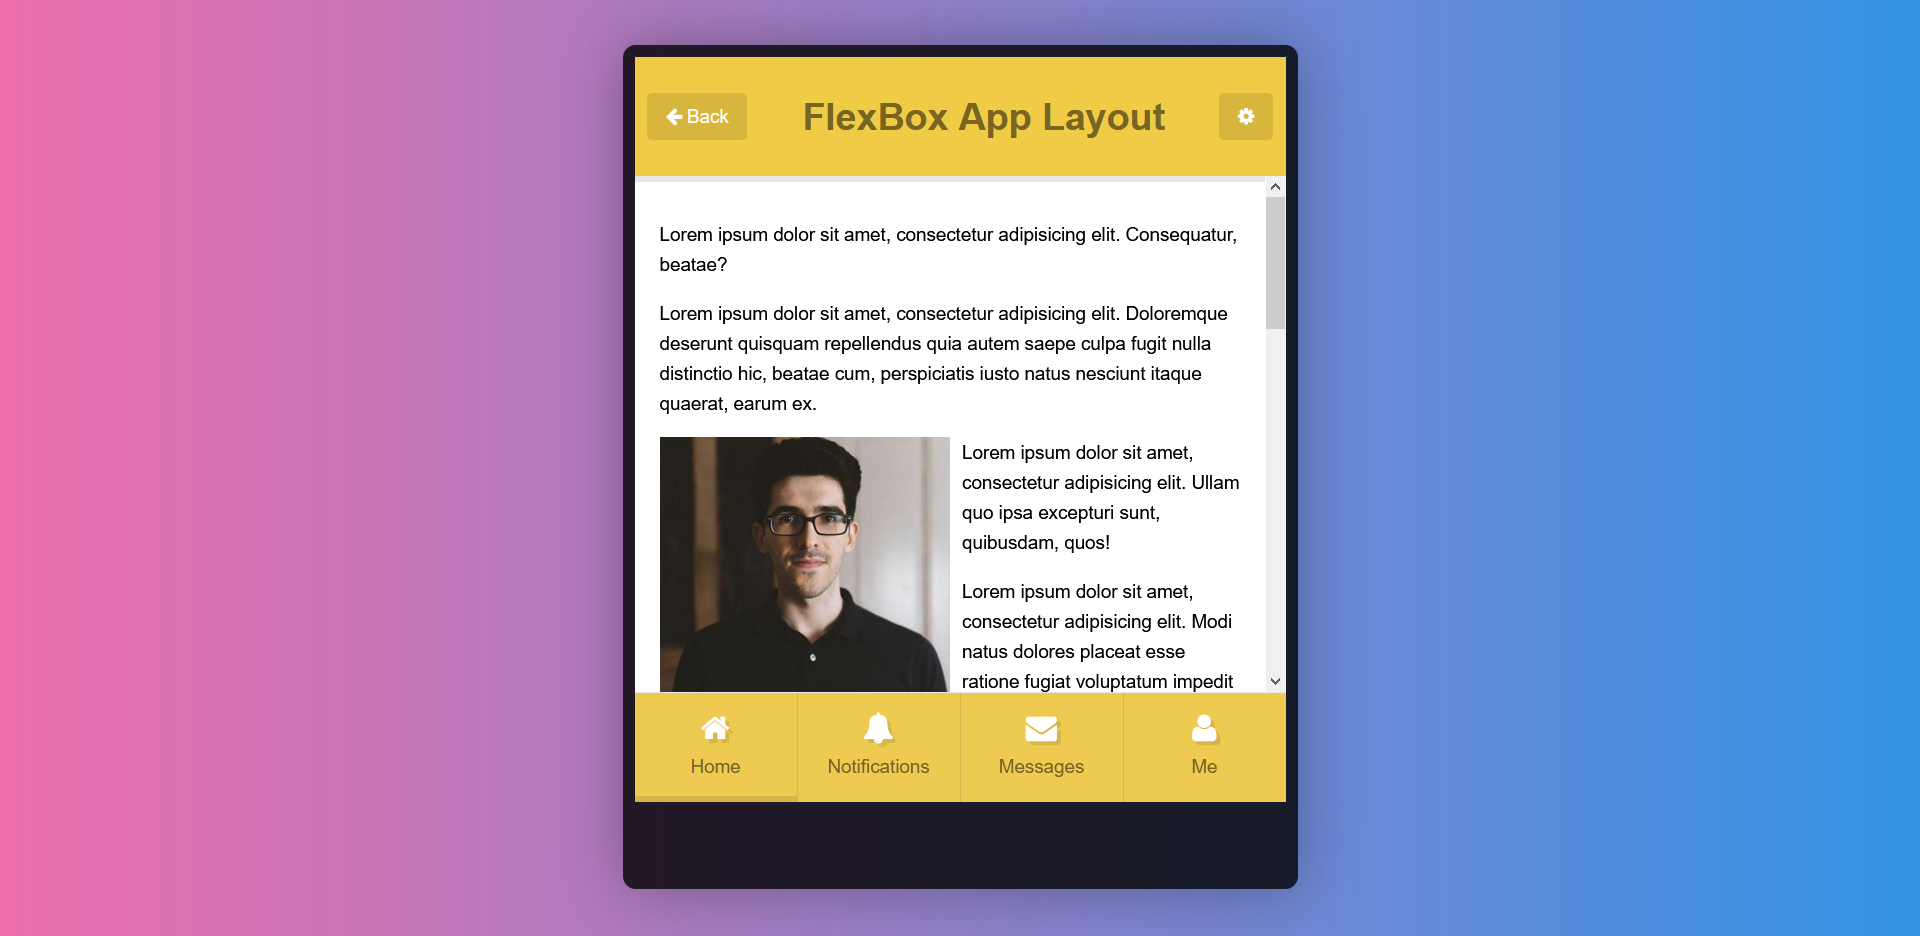 Back
FlexBox App Layout
Lorem ipsum dolor sit amet, consectetur adipisicing elit. Consequatur,
beatae?
Lorem ipsum dolor sit amet, consectetur adipisicing elit. Doloremque
deserunt quisquam repellendus quia autem saepe culpa fugit nulla
distinctio hic, beatae cum, perspiciatis iusto natus nesciunt itaque
quaerat, earum ex.
Lorem ipsum dolor sit amet,
consectetur adipisicing elit. Ullam
quo ipsa excepturi sunt,
quibusdam, quos!
Lorem ipsum dolor sit amet,
consectetur adipisicing elit. Modi
natus dolores placeat esse
ratione fugiat voluptatum impedit
Home
Notifications
Messages
Me